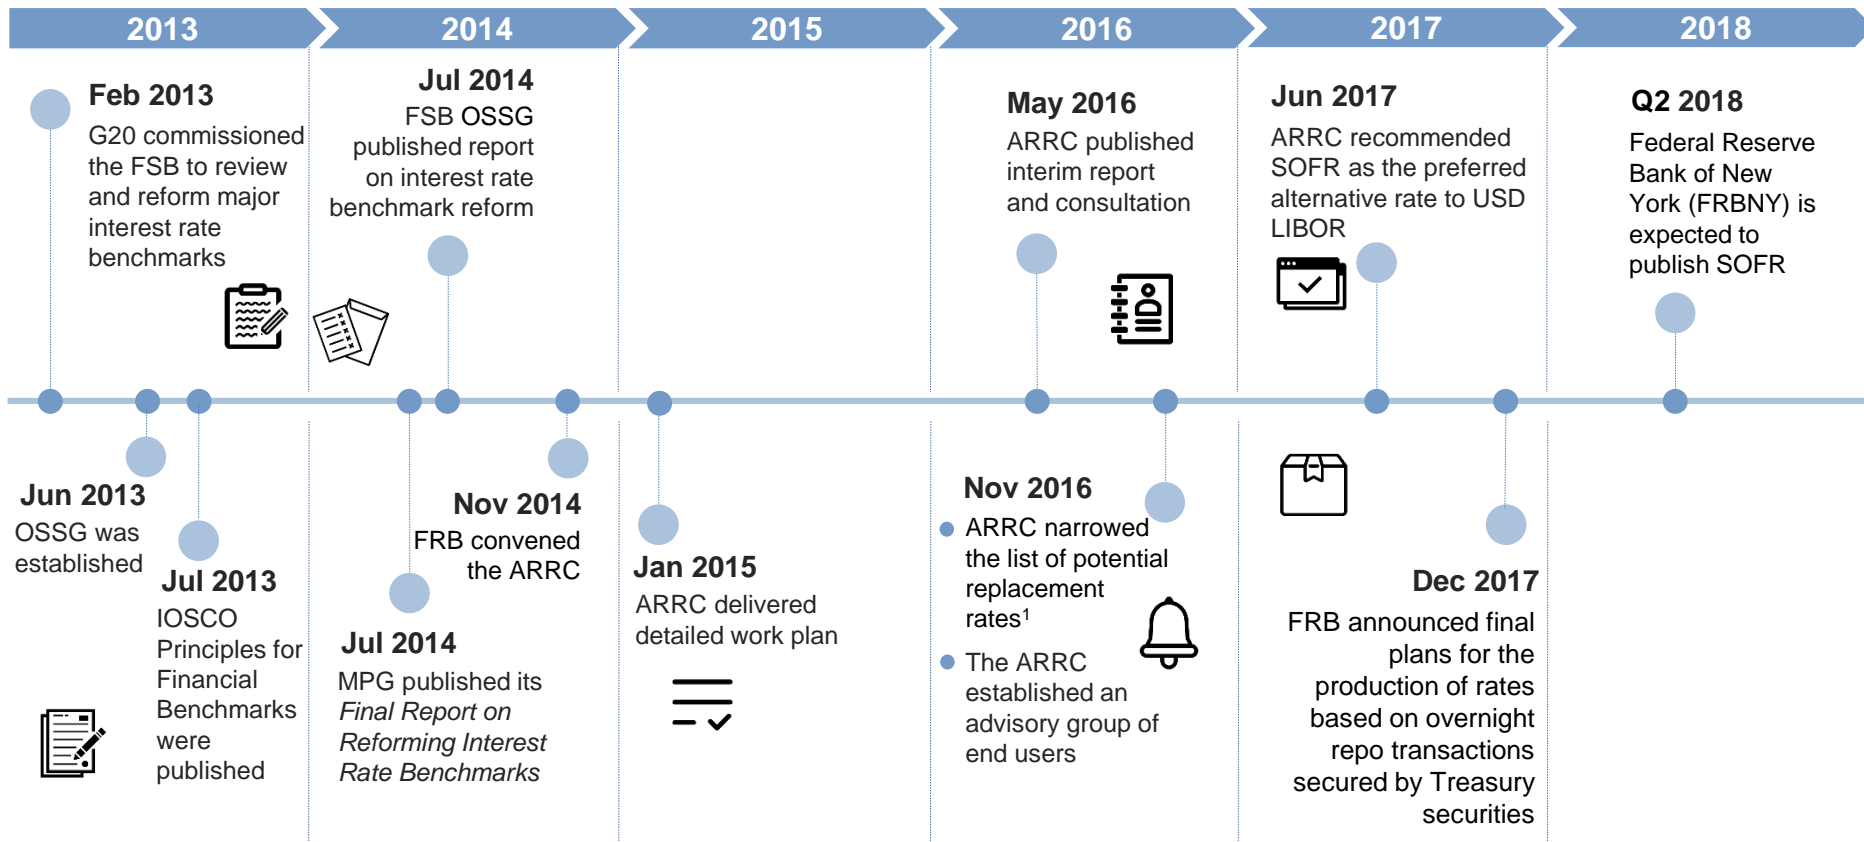 2013
2014
2015
2016
2017
2018
Feb 2013
G20 commissioned
the FSB to review
and reform major
interest rate
benchmarks
Jun 2013
OSSG was
established
Jul 2013
IOSCO
Principles for
Financial
Benchmarks
were
published
Jul 2014
FSB OSSG
published report
on interest rate
benchmark reform
Jul 2014
MPG published its
Final Report on
Reforming Interest
Rate Benchmarks
Nov 2014
FRB convened
the ARRC
Jan 2015
ARRC delivered
detailed work plan
May 2016
ARRC published
interim report
and consultation
Nov 2016
ARRC narrowed
the list of potential
replacement
rates¹
The ARRC
established an
advisory group of
end users
Jun 2017
ARRC recommended
SOFR as the preferred
alternative rate to USD
LIBOR
Dec 2017
FRB announced final
plans for the
production of rates
based on overnight
repo transactions
secured by Treasury
securities
Q2 2018
Federal Reserve
Bank of New
York (FRBNY) is
expected to
publish SOFR